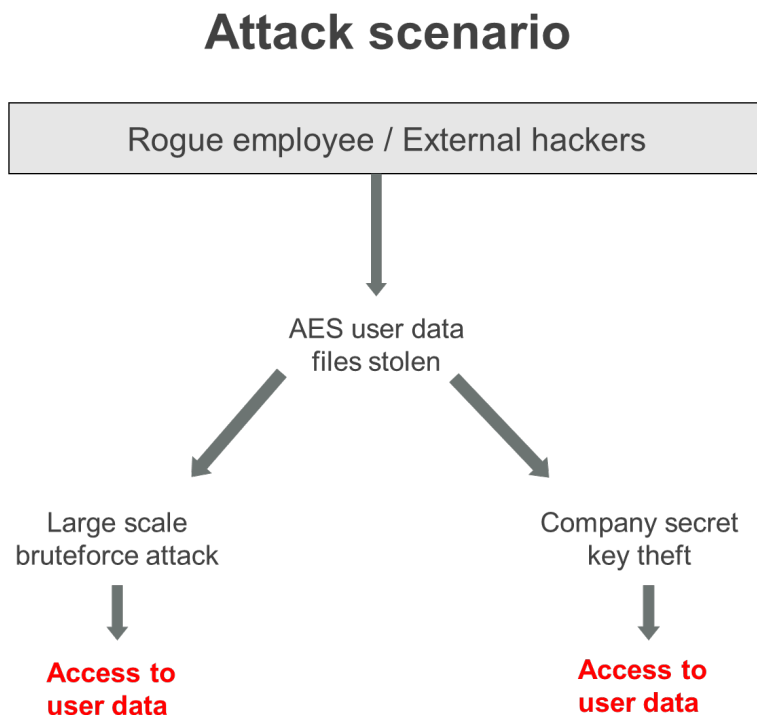 Attack scenario
Rogue employee / External hackers
AES user data
files stolen
Large scale
bruteforce attack
Company secret
key theft
Access to
user data
Access to
user data